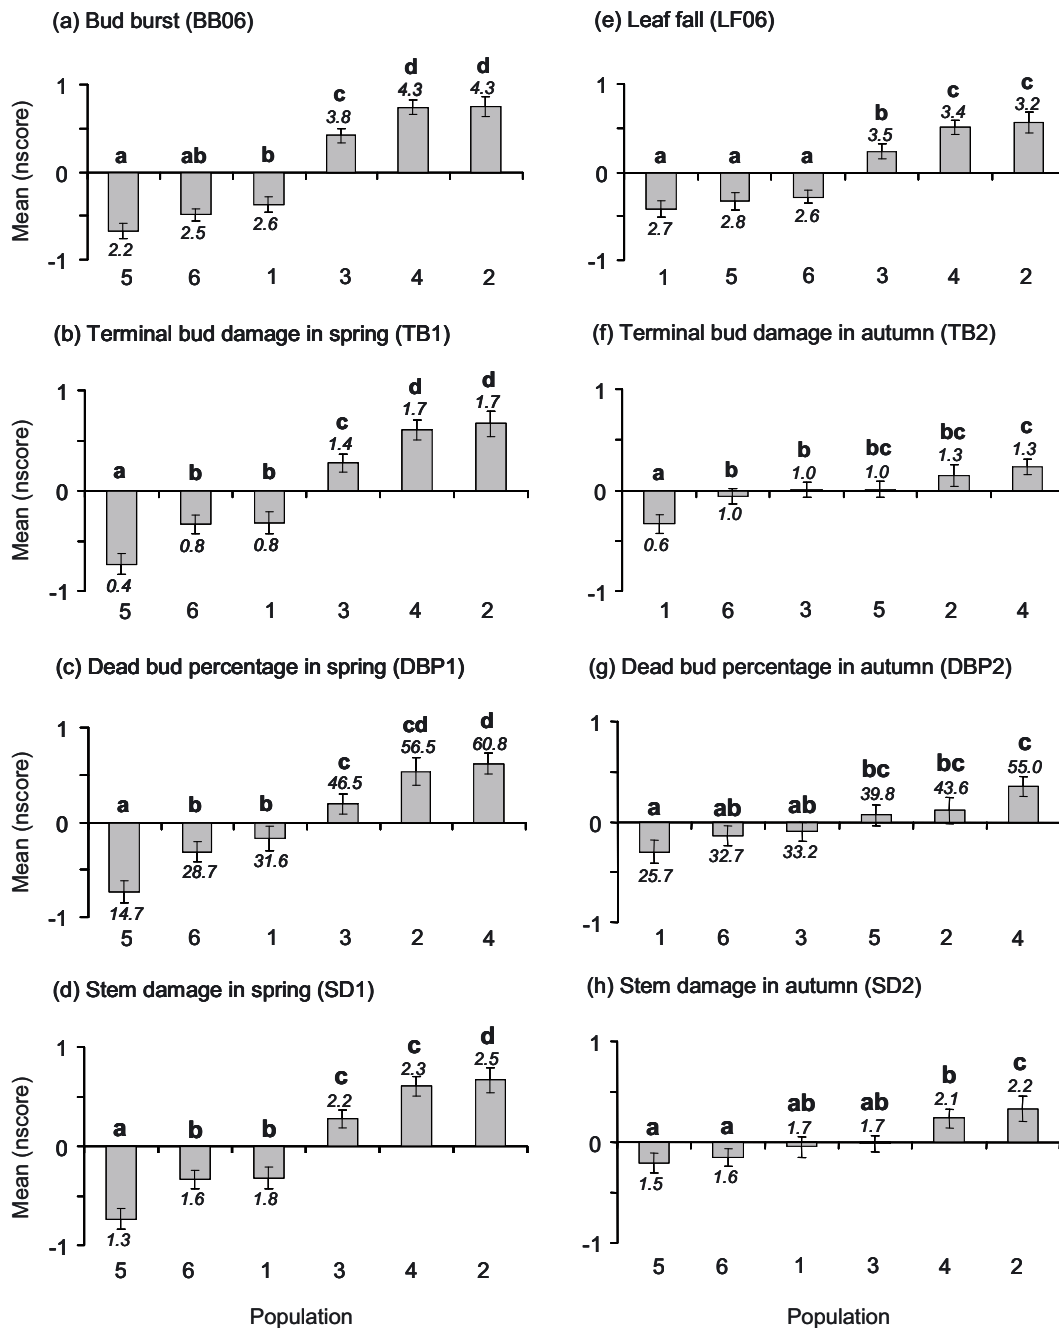 (a) Bud burst (BB06)
Mean (nscore)
1
0
-1
a ab b c d d
2.2 2.5 2.6 3.8 4.3 4.3
5 6 1 3 4 2
(b) Terminal bud damage in spring (TB1)
Mean (nscore)
1
0
-1
a b b c d d
0.4 0.8 0.8 1.4 1.7 1.7
5 6 1 3 4 2
(c) Dead bud percentage in spring (DBP1)
Mean (nscore)
1
0
-1
a b b c cd d
14.7 28.7 31.6 46.5 56.5 60.8
5 6 1 3 2 4
(d) Stem damage in spring (SD1)
Mean (nscore)
1
0
-1
a b b c c d
1.3 1.6 1.8 2.2 2.3 2.5
5 6 1 3 4 2
Population
(e) Leaf fall (LF06)
1
0
-1
a a a b c c
2.7 2.8 2.6 3.5 3.4 3.2
1 5 6 3 4 2
(f) Terminal bud damage in autumn (TB2)
1
0
-1
a b b bc bc c
0.6 1.0 1.0 1.0 1.3 1.3
1 6 3 5 2 4
(g) Dead bud percentage in autumn (DBP2)
1
0
-1
a ab ab bc bc c
25.7 32.7 33.2 39.8 43.6 55.0
1 6 3 5 2 4
(h) Stem damage in autumn (SD2)
1
0
-1
a a ab ab b c
1.5 1.6 1.7 1.7 2.1 2.2
5 6 1 3 4 2
Population